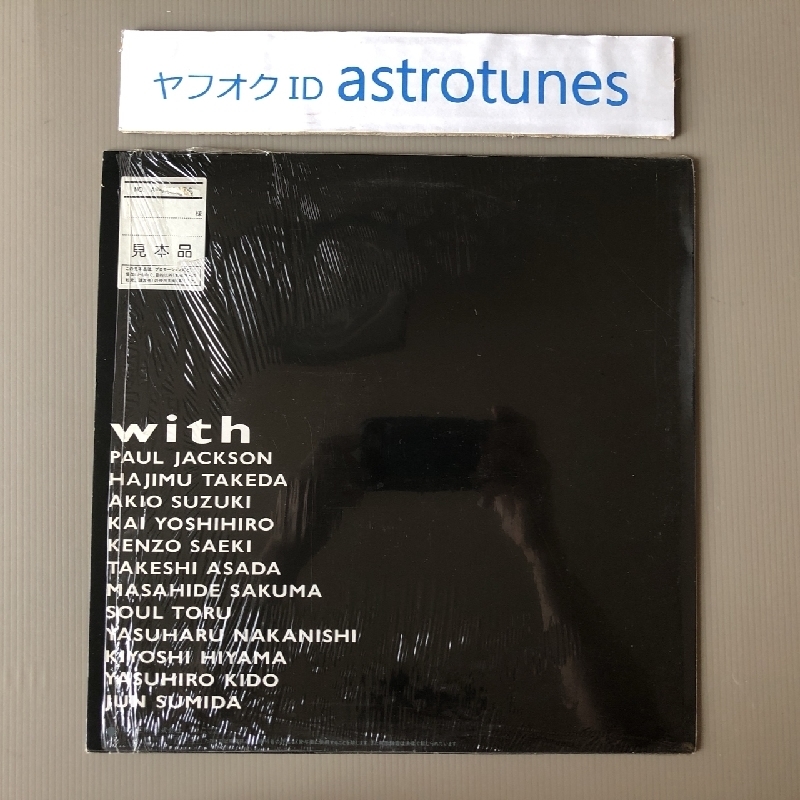 ヤフオク ID astrotunes
様
見本品
with
PAUL JACKSON
HAJIMU TAKEDA
AKIO SUZUKI
KAI YOSHIHIRO
KENZO SAEKI
TAKESHI ASADA
MASAHIDE SAKUMA
SOUL TORU
YASUHARU NAKANISHI
KIYOSHI HIYAMA
YASUHIRO KIDO
JUN SUMIDA